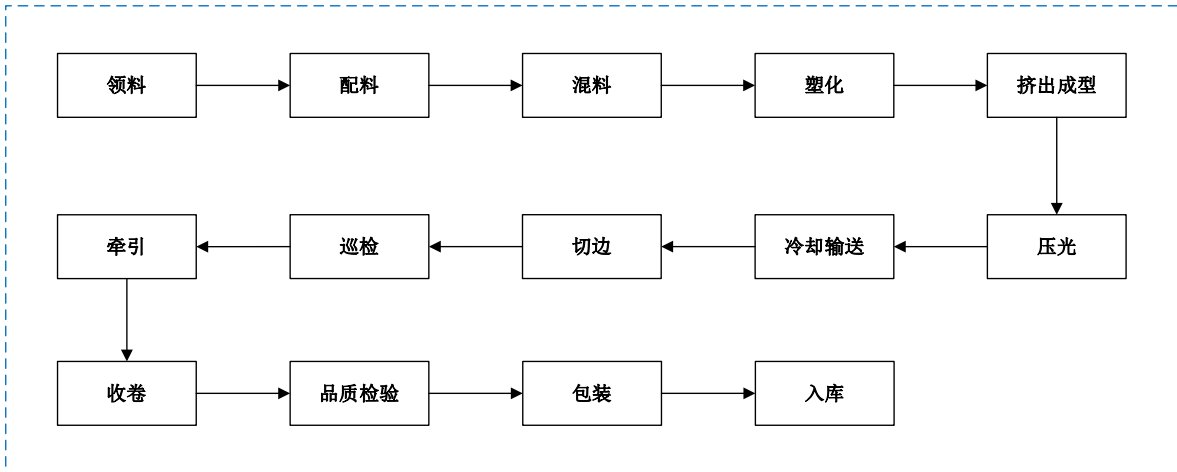 领料
配料
混料
塑化
挤出成型
压光
冷却输送
切边
巡检
牵引
收卷
品质检验
包装
入库